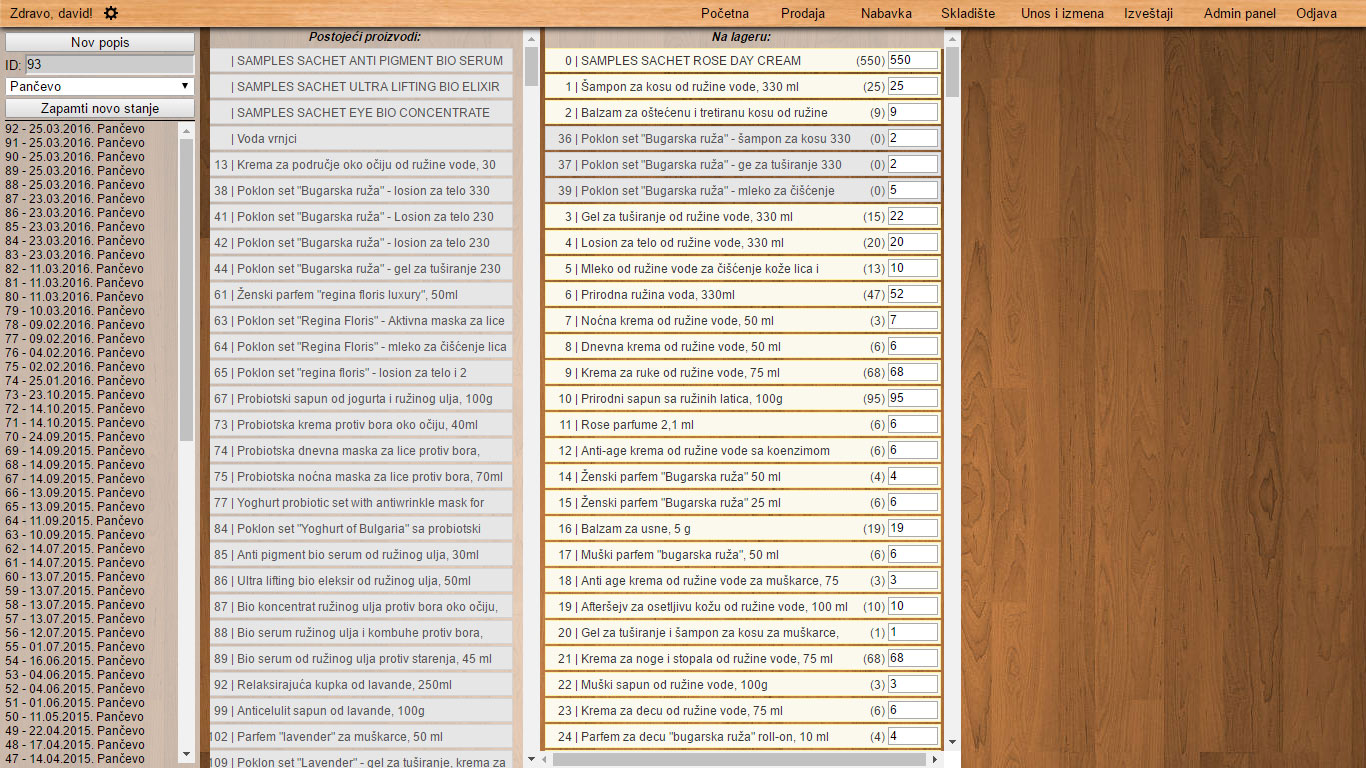 Zdravo, david!
Početna Prodaja Nabavka Skladište Unos i izmena Izveštaji Admin panel Odjava
Nov popis
ID: 93
Pančevo
Zapamti novo stanje
92 - 25.03.2016. Pančevo
91 - 25.03.2016. Pančevo
90 - 25.03.2016. Pančevo
89 - 25.03.2016. Pančevo
88 - 25.03.2016. Pančevo
87 - 23.03.2016. Pančevo
86 - 23.03.2016. Pančevo
85 - 23.03.2016. Pančevo
84 - 23.03.2016. Pančevo
83 - 23.03.2016. Pančevo
82 - 11.03.2016. Pančevo
81 - 11.03.2016. Pančevo
80 - 11.03.2016. Pančevo
79 - 10.03.2016. Pančevo
78 - 09.02.2016. Pančevo
77 - 09.02.2016. Pančevo
76 - 04.02.2016. Pančevo
75 - 02.02.2016. Pančevo
74 - 25.01.2016. Pančevo
73 - 23.10.2015. Pančevo
72 - 14.10.2015. Pančevo
71 - 14.10.2015. Pančevo
70 - 24.09.2015. Pančevo
69 - 14.09.2015. Pančevo
68 - 14.09.2015. Pančevo
67 - 14.09.2015. Pančevo
66 - 13.09.2015. Pančevo
65 - 13.09.2015. Pančevo
64 - 11.09.2015. Pančevo
63 - 10.09.2015. Pančevo
62 - 14.07.2015. Pančevo
61 - 14.07.2015. Pančevo
60 - 13.07.2015. Pančevo
59 - 13.07.2015. Pančevo
58 - 13.07.2015. Pančevo
57 - 13.07.2015. Pančevo
56 - 12.07.2015. Pančevo
55 - 01.07.2015. Pančevo
54 - 16.06.2015. Pančevo
53 - 04.06.2015. Pančevo
52 - 04.06.2015. Pančevo
51 - 01.06.2015. Pančevo
50 - 11.05.2015. Pančevo
49 - 22.04.2015. Pančevo
48 - 17.04.2015. Pančevo
47 - 14.04.2015. Pančevo
Postojeći proizvodi:
| SAMPLES SACHET ANTI PIGMENT BIO SERUM
| SAMPLES SACHET ULTRA LIFTING BIO ELIXIR
| SAMPLES SACHET EYE BIO CONCENTRATE
| Voda vrnjci
13 | Krema za područje oko očiju od ružine vode, 30
38 | Poklon set "Bugarska ruža" - losion za telo 330
41 | Poklon set "Bugarska ruža" - Losion za telo 230
42 | Poklon set "Bugarska ruža" - losion za telo 230
44 | Poklon set "Bugarska ruža" - gel za tuširanje 230
61 | Ženski parfem "regina floris luxury", 50ml
63 | Poklon set "Regina Floris" - Aktivna maska za lice
64 | Poklon set "Regina Floris" - mleko za čišćenje lica
65 | Poklon set "regina floris" - losion za telo i 2
67 | Probiotski sapun od jogurta i ružinog ulja, 100g
73 | Probiotska krema protiv bora oko očiju, 40ml
74 | Probiotska dnevna maska za lice protiv bora,
75 | Probiotska noćna maska za lice protiv bora, 70ml
77 | Yoghurt probiotic set with antiwrinkle mask for
84 | Poklon set "Yoghurt of Bulgaria" sa probiotski
85 | Anti pigment bio serum od ružinog ulja, 30ml
86 | Ultra lifting bio eleksir od ružinog ulja, 50ml
87 | Bio koncentrat ružinog ulja protiv bora oko očiju,
88 | Bio serum ružinog ulja i kombuhe protiv bora,
89 | Bio serum od ružinog ulja protiv starenja, 45 ml
92 | Relaksirajuća kupka od lavande, 250ml
99 | Anticelulit sapun od lavande, 100g
102 | Parfem "lavender" za muškarce, 50 ml
109 | Poklon set "Lavender" - gel za tuširanje, krema za
Na lageru:
0 | SAMPLES SACHET ROSE DAY CREAM (550) 550
1 | Šampon za kosu od ružine vode, 330 ml (25) 25
2 | Balzam za oštećenu i tretiranu kosu od ružine (9) 9
36 | Poklon set "Bugarska ruža" - šampon za kosu 330 (0) 2
37 | Poklon set "Bugarska ruža" - ge za tuširanje 330 (0) 2
39 | Poklon set "Bugarska ruža" - mleko za čišćenje (0) 5
3 | Gel za tuširanje od ružine vode, 330 ml (15) 22
4 | Losion za telo od ružine vode, 330 ml (20) 20
5 | Mleko od ružine vode za čišćenje kože lica i (13) 10
6 | Prirodna ružina voda, 330ml (47) 52
7 | Noćna krema od ružine vode, 50 ml (3) 7
8 | Dnevna krema od ružine vode, 50 ml (6) 6
9 | Krema za ruke od ružine vode, 75 ml (68) 68
10 | Prirodni sapun sa ružinih latica, 100g (95) 95
11 | Rose parfume 2,1 ml (6) 6
12 | Anti-age krema od ružine vode sa koenzimom (6) 6
14 | Ženski parfem "Bugarska ruža" 50 ml (4) 4
15 | Ženski parfem "Bugarska ruža" 25 ml (6) 6
16 | Balzam za usne, 5 g (19) 19
17 | Muški parfem "bugarska ruža", 50 ml (6) 6
18 | Anti age krema od ružine vode za muškarce, 75 (3) 3
19 | Afteršejv za osetljivu kožu od ružine vode, 100 ml (10) 10
20 | Gel za tuširanje i šampon za kosu za muškarce, (1) 1
21 | Krema za noge i stopala od ružine vode, 75 ml (68) 68
22 | Muški sapun od ružine vode, 100g (3) 3
23 | Krema za decu od ružine vode, 75 ml (6) 6
24 | Parfem za decu "bugarska ruža" roll-on, 10 ml (4) 4